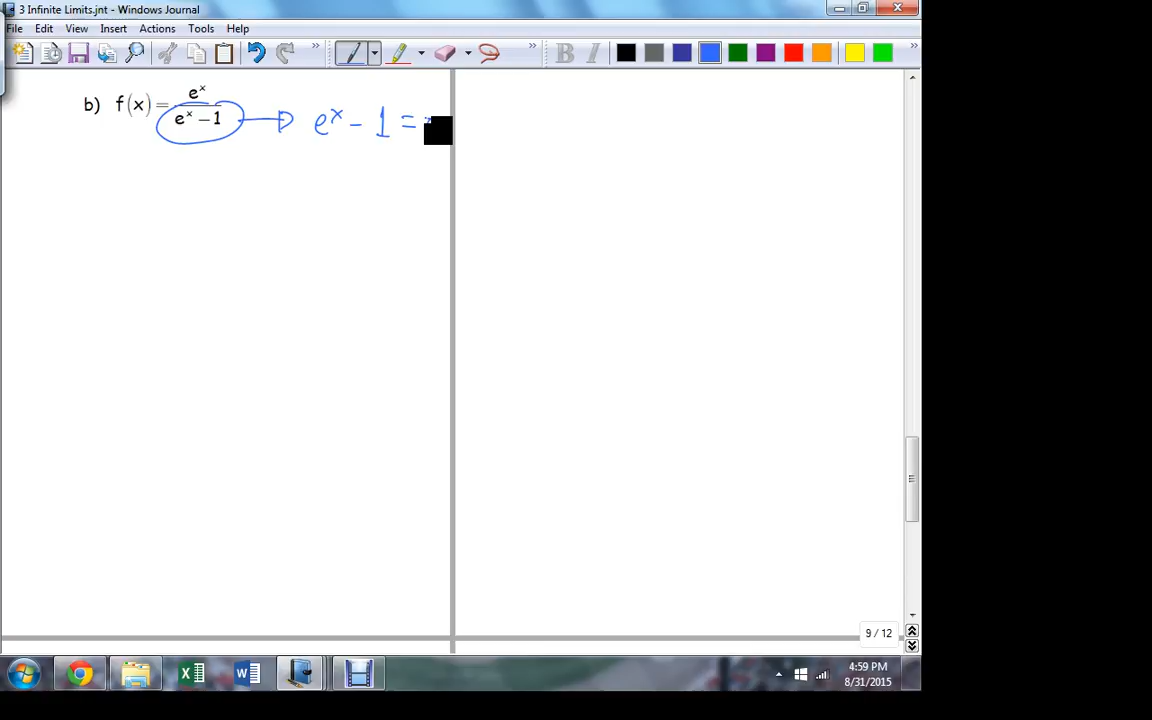 3 Infinite Limits.jnt - Windows Journal
File Edit View Insert Actions Tools Help
b) f(x) = e^x / (e^x − 1) → e^x − 1 =
9 / 12
4:59 PM
8/31/2015